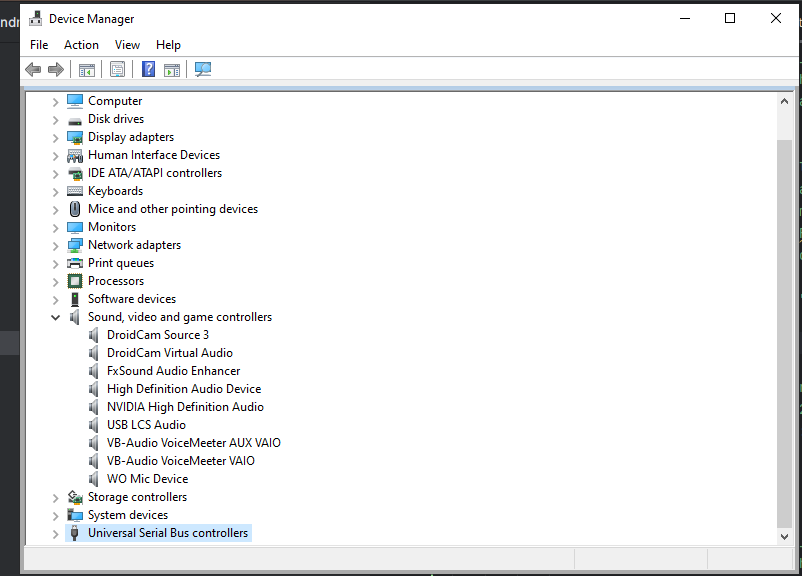 ndr
Device Manager
File Action View Help
Computer
Disk drives
Display adapters
Human Interface Devices
IDE ATA/ATAPI controllers
Keyboards
Mice and other pointing devices
Monitors
Network adapters
Print queues
Processors
Software devices
Sound, video and game controllers
DroidCam Source 3
DroidCam Virtual Audio
FxSound Audio Enhancer
High Definition Audio Device
NVIDIA High Definition Audio
USB LCS Audio
VB-Audio VoiceMeeter AUX VAIO
VB-Audio VoiceMeeter VAIO
WO Mic Device
Storage controllers
System devices
Universal Serial Bus controllers